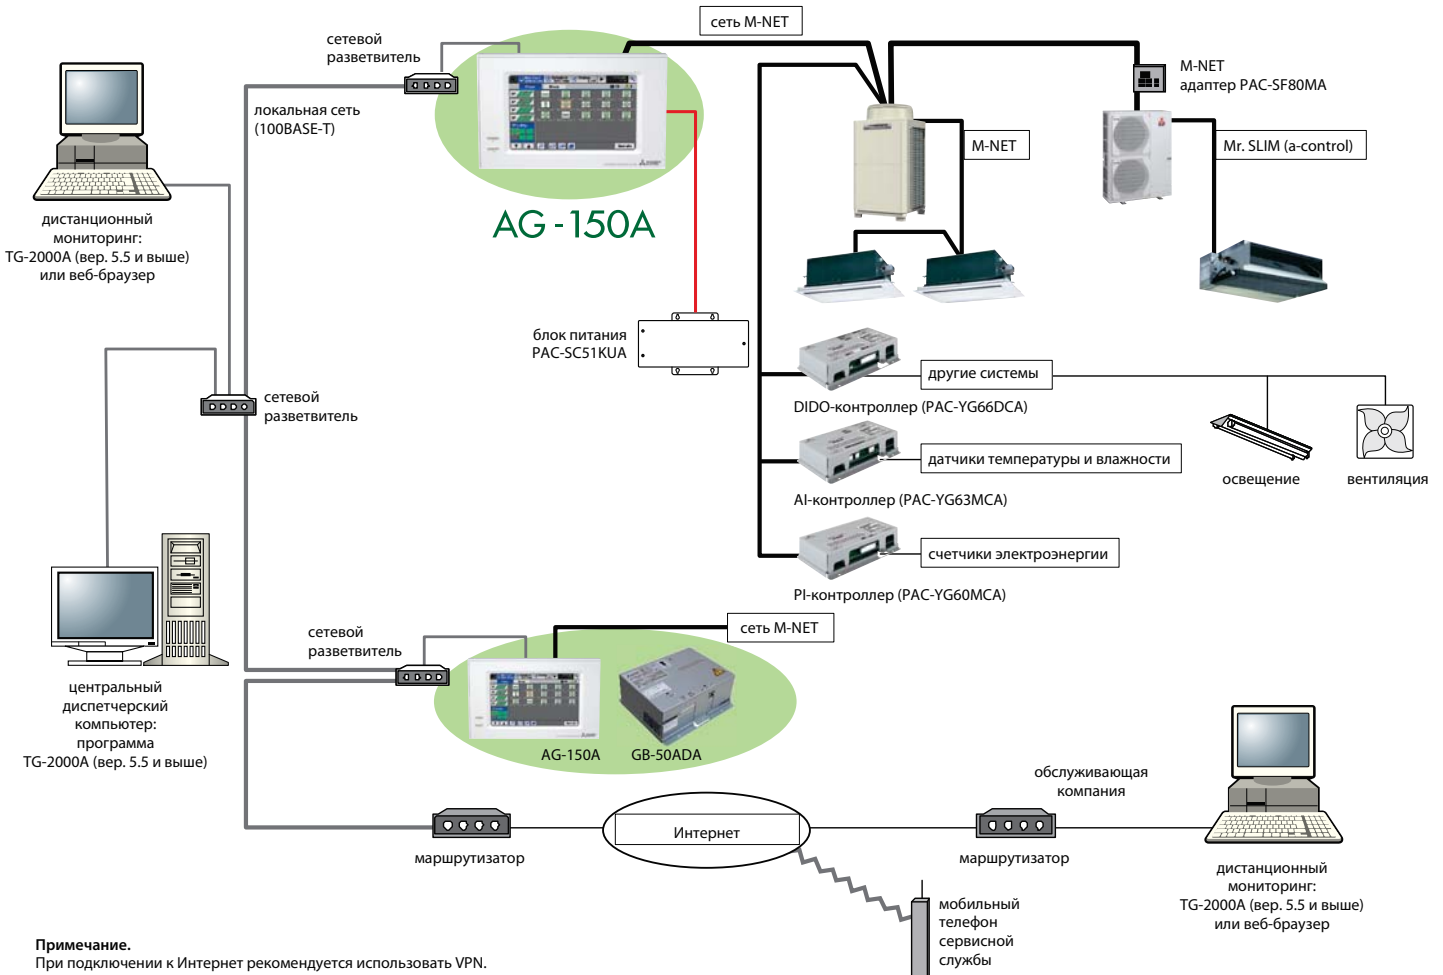 сеть M-NET
сетевой
разветвитель
M-NET
адаптер PAC-SF80MA
локальная сеть
(100BASE-T)
M-NET
Mr. SLIM (a-control)
AG - 150A
дистанционный
мониторинг:
TG-2000A (вер. 5.5 и выше)
или веб-браузер
блок питания
PAC-SC51KUA
другие системы
DIDO-контроллер (PAC-YG66DCA)
сетевой
разветвитель
датчики температуры и влажности
освещение
вентиляция
AI-контроллер (PAC-YG63MCA)
счетчики электроэнергии
PI-контроллер (PAC-YG60MCA)
сеть M-NET
сетевой
разветвитель
центральный
диспетчерский
компьютер:
программа
TG-2000A (вер. 5.5 и выше)
AG-150A
GB-50ADA
обслуживающая
компания
Интернет
маршрутизатор
маршрутизатор
дистанционный
мониторинг:
TG-2000A (вер. 5.5 и выше)
или веб-браузер
мобильный
телефон
сервисной
службы
Примечание.
При подключении к Интернет рекомендуется использовать VPN.